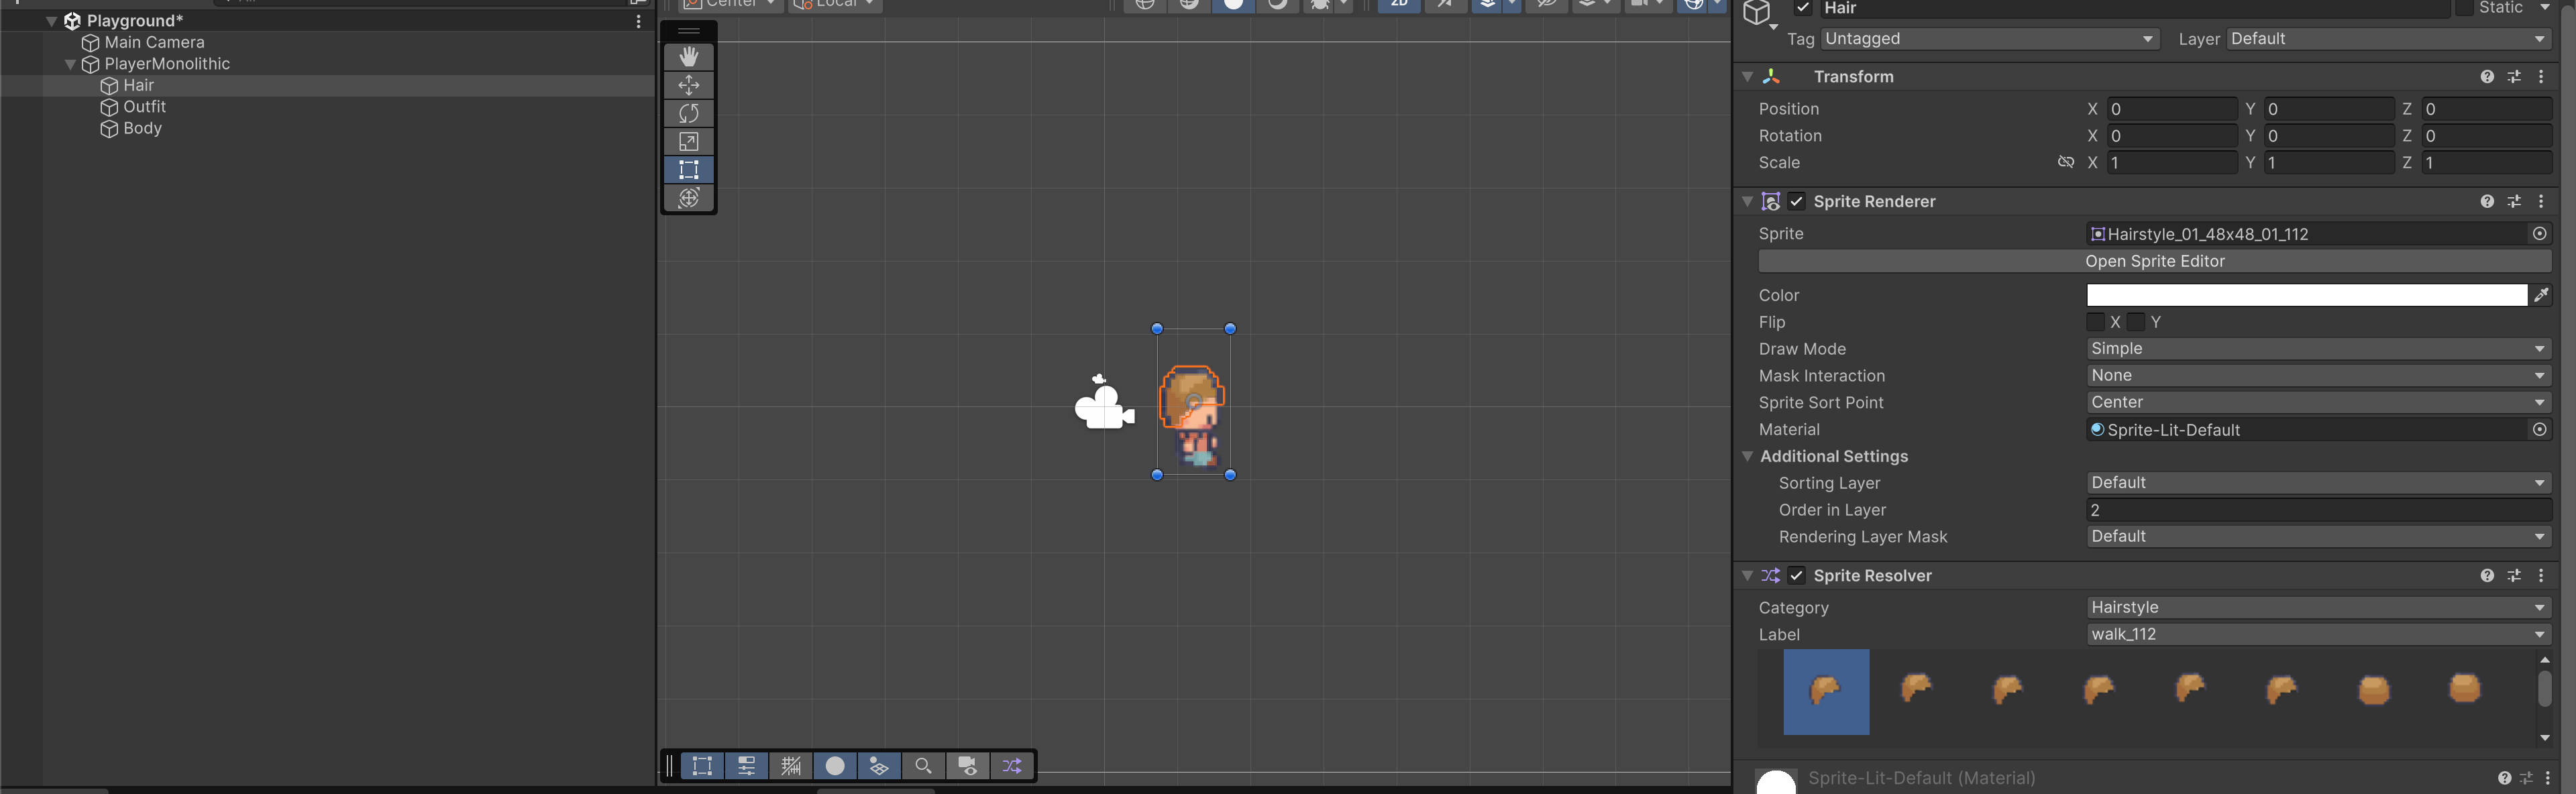 Playground*
Main Camera
PlayerMonolithic
Hair
Outfit
Body
Center
Local
2D
Hair
Static
Tag Untagged Layer Default
Transform
Position X 0 Y 0 Z 0
Rotation X 0 Y 0 Z 0
Scale X 1 Y 1 Z 1
Sprite Renderer
Sprite Hairstyle_01_48x48_01_112
Open Sprite Editor
Color
Flip X Y
Draw Mode Simple
Mask Interaction None
Sprite Sort Point Center
Material Sprite-Lit-Default
Additional Settings
Sorting Layer Default
Order in Layer 2
Rendering Layer Mask Default
Sprite Resolver
Category Hairstyle
Label walk_112
Sprite-Lit-Default (Material)